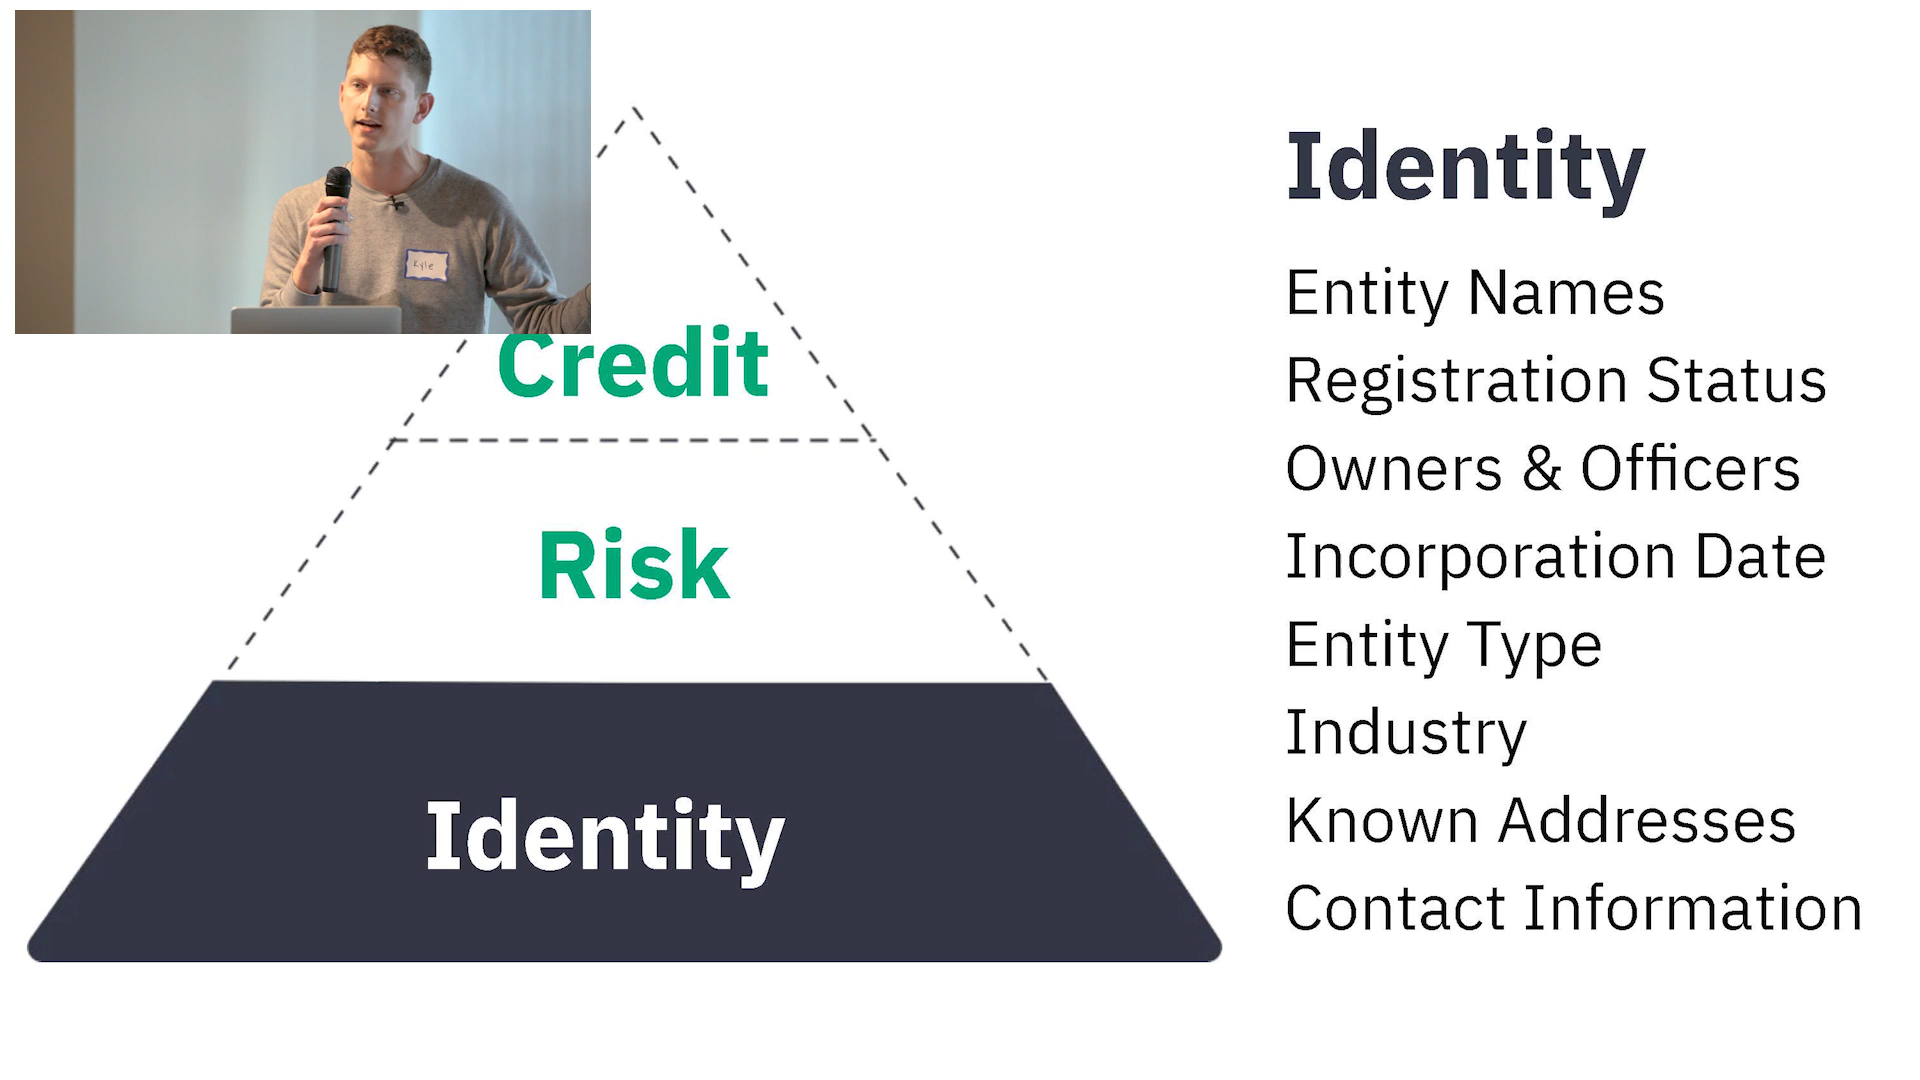 Kyle
Credit
Risk
Identity
Identity
Entity Names
Registration Status
Owners & Officers
Incorporation Date
Entity Type
Industry
Known Addresses
Contact Information